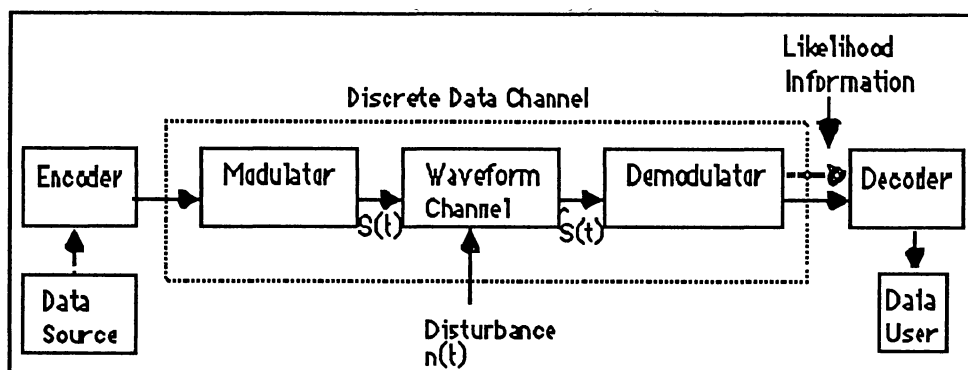 Likelihood
Information
Discrete Data Channel
Encoder
Modulator
Waveform
Channel
Demodulator
Decoder
S(t)
Ŝ(t)
Data
Source
Disturbance
n(t)
Data
User